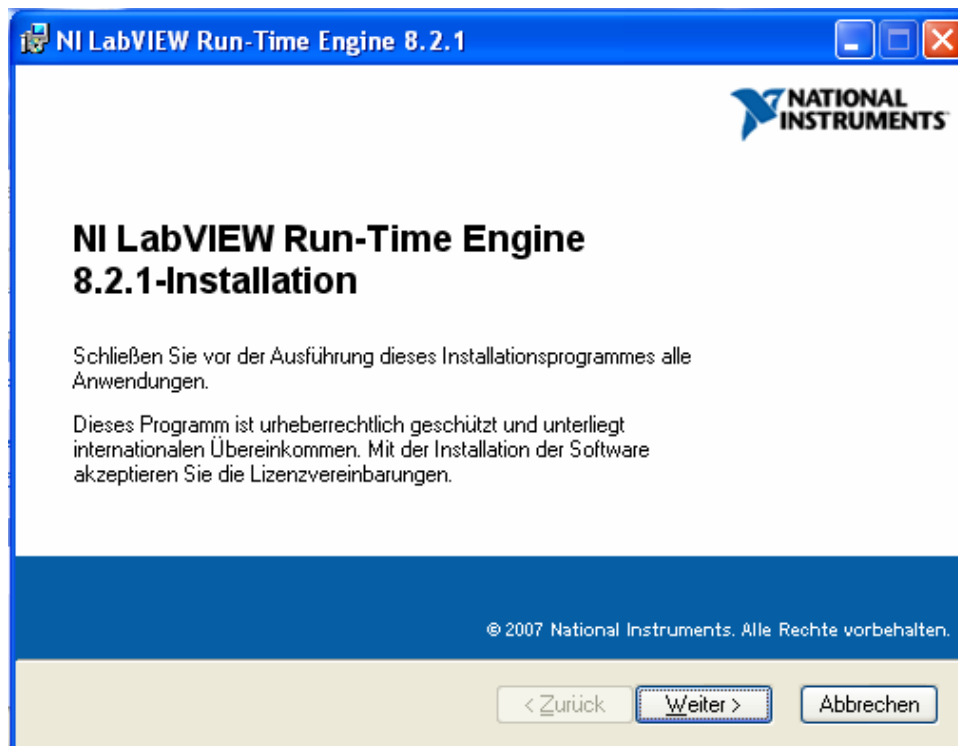 NI LabVIEW Run-Time Engine 8.2.1
NATIONAL
INSTRUMENTS
NI LabVIEW Run-Time Engine
8.2.1-Installation
Schließen Sie vor der Ausführung dieses Installationsprogrammes alle
Anwendungen.
Dieses Programm ist urheberrechtlich geschützt und unterliegt
internationalen Übereinkommen. Mit der Installation der Software
akzeptieren Sie die Lizenzvereinbarungen.
© 2007 National Instruments. Alle Rechte vorbehalten.
< Zurück
Weiter >
Abbrechen